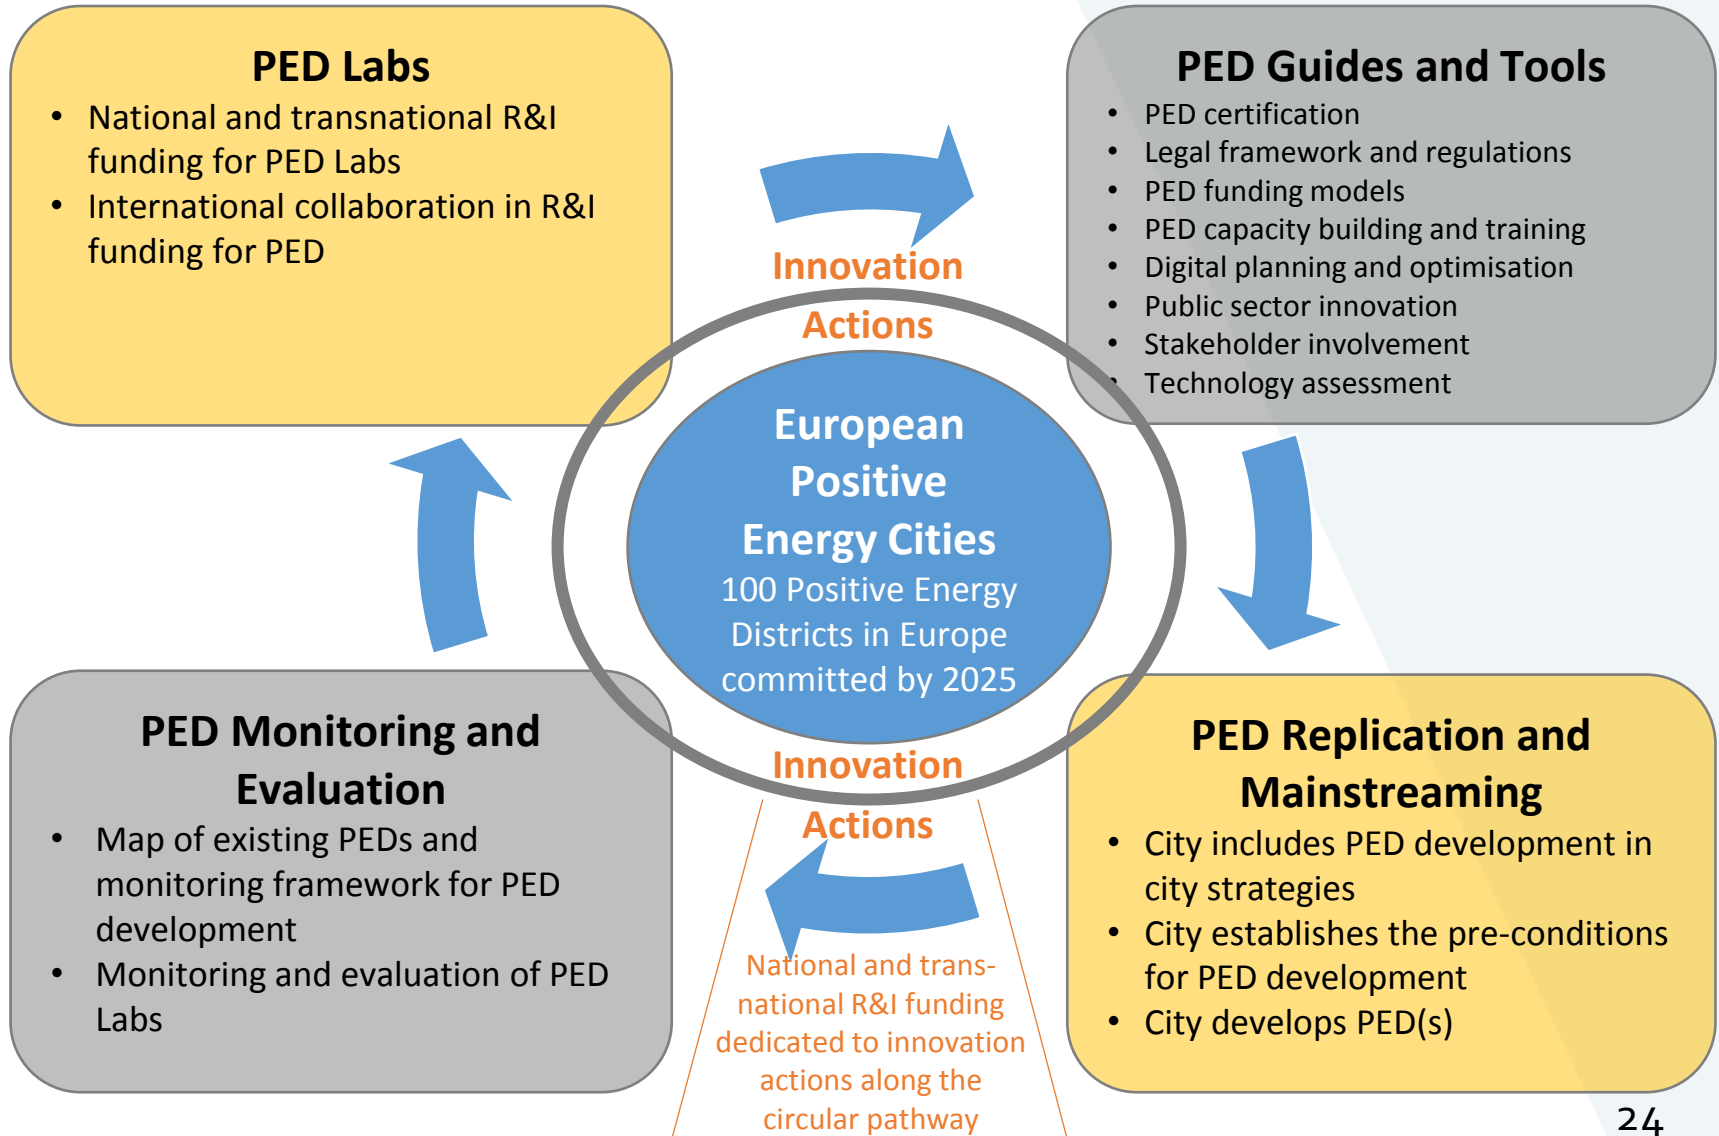 PED Labs
• National and transnational R&I
funding for PED Labs
• International collaboration in R&I
funding for PED
PED Guides and Tools
• PED certification
• Legal framework and regulations
• PED funding models
• PED capacity building and training
• Digital planning and optimisation
• Public sector innovation
• Stakeholder involvement
• Technology assessment
Innovation
Actions
European
Positive
Energy Cities
100 Positive Energy
Districts in Europe
committed by 2025
Innovation
Actions
PED Monitoring and
Evaluation
• Map of existing PEDs and
monitoring framework for PED
development
• Monitoring and evaluation of PED
Labs
National and trans-
national R&I funding
dedicated to innovation
actions along the
circular pathway
PED Replication and
Mainstreaming
• City includes PED development in
city strategies
• City establishes the pre-conditions
for PED development
• City develops PED(s)
24